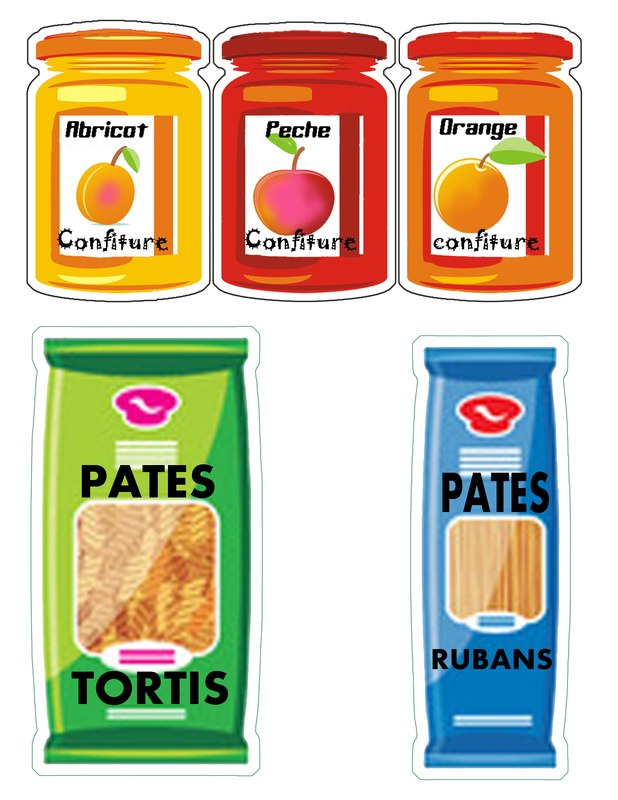 Abricot
Confiture
Peche
Confiture
Orange
confiture
PATES
TORTIS
PATES
RUBANS